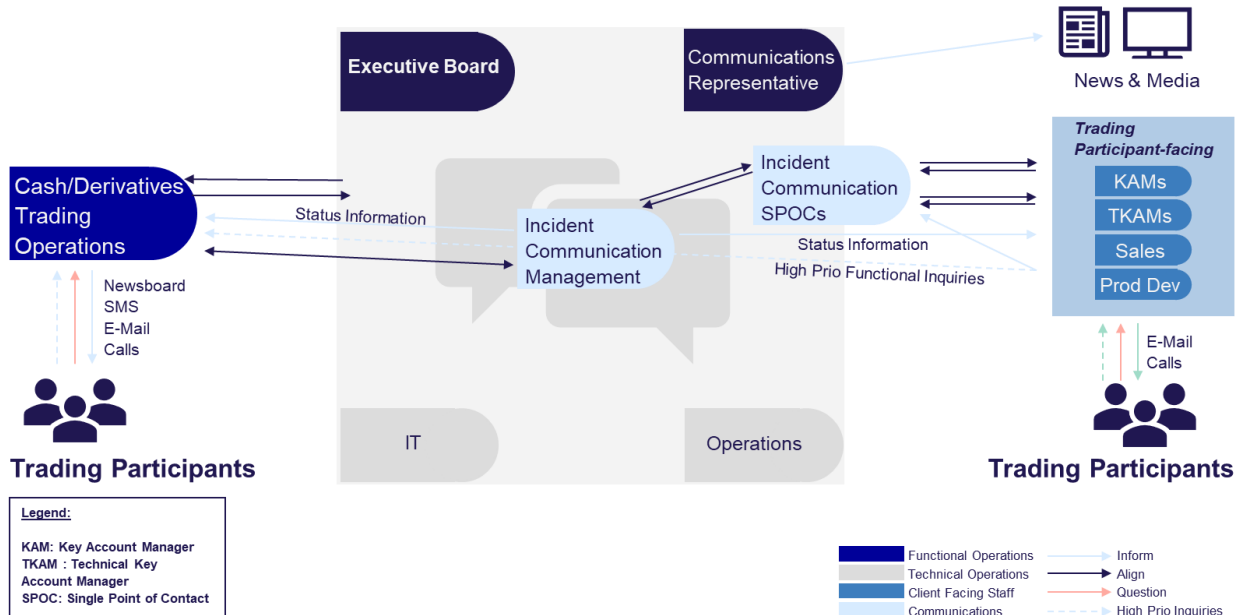 Executive Board
Communications
Representative
News & Media
Trading
Participant-facing
KAMs
TKAMs
Sales
Prod Dev
Cash/Derivatives
Trading
Operations
Status Information
Incident
Communication
SPOCs
Incident
Communication
Management
Status Information
High Prio Functional Inquiries
Newsboard
SMS
E-Mail
Calls
E-Mail
Calls
IT
Operations
Trading Participants
Trading Participants
Legend:
KAM: Key Account Manager
TKAM : Technical Key
Account Manager
SPOC: Single Point of Contact
Functional Operations
Technical Operations
Client Facing Staff
Communications
Inform
Align
Question
High Prio Inquiries